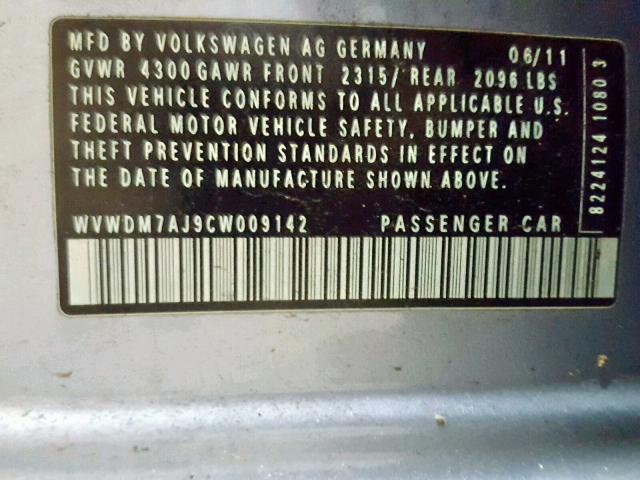 MFD BY VOLKSWAGEN AG GERMANY 06/11
GVWR 4300 GAWR FRONT 2315/ REAR 2096 LBS
THIS VEHICLE CONFORMS TO ALL APPLICABLE U.S.
FEDERAL MOTOR VEHICLE SAFETY, BUMPER AND
THEFT PREVENTION STANDARDS IN EFFECT ON
THE DATE OF MANUFACTURE SHOWN ABOVE.
WVWDM7AJ9CW009142 PASSENGER CAR
8224124 1080 3